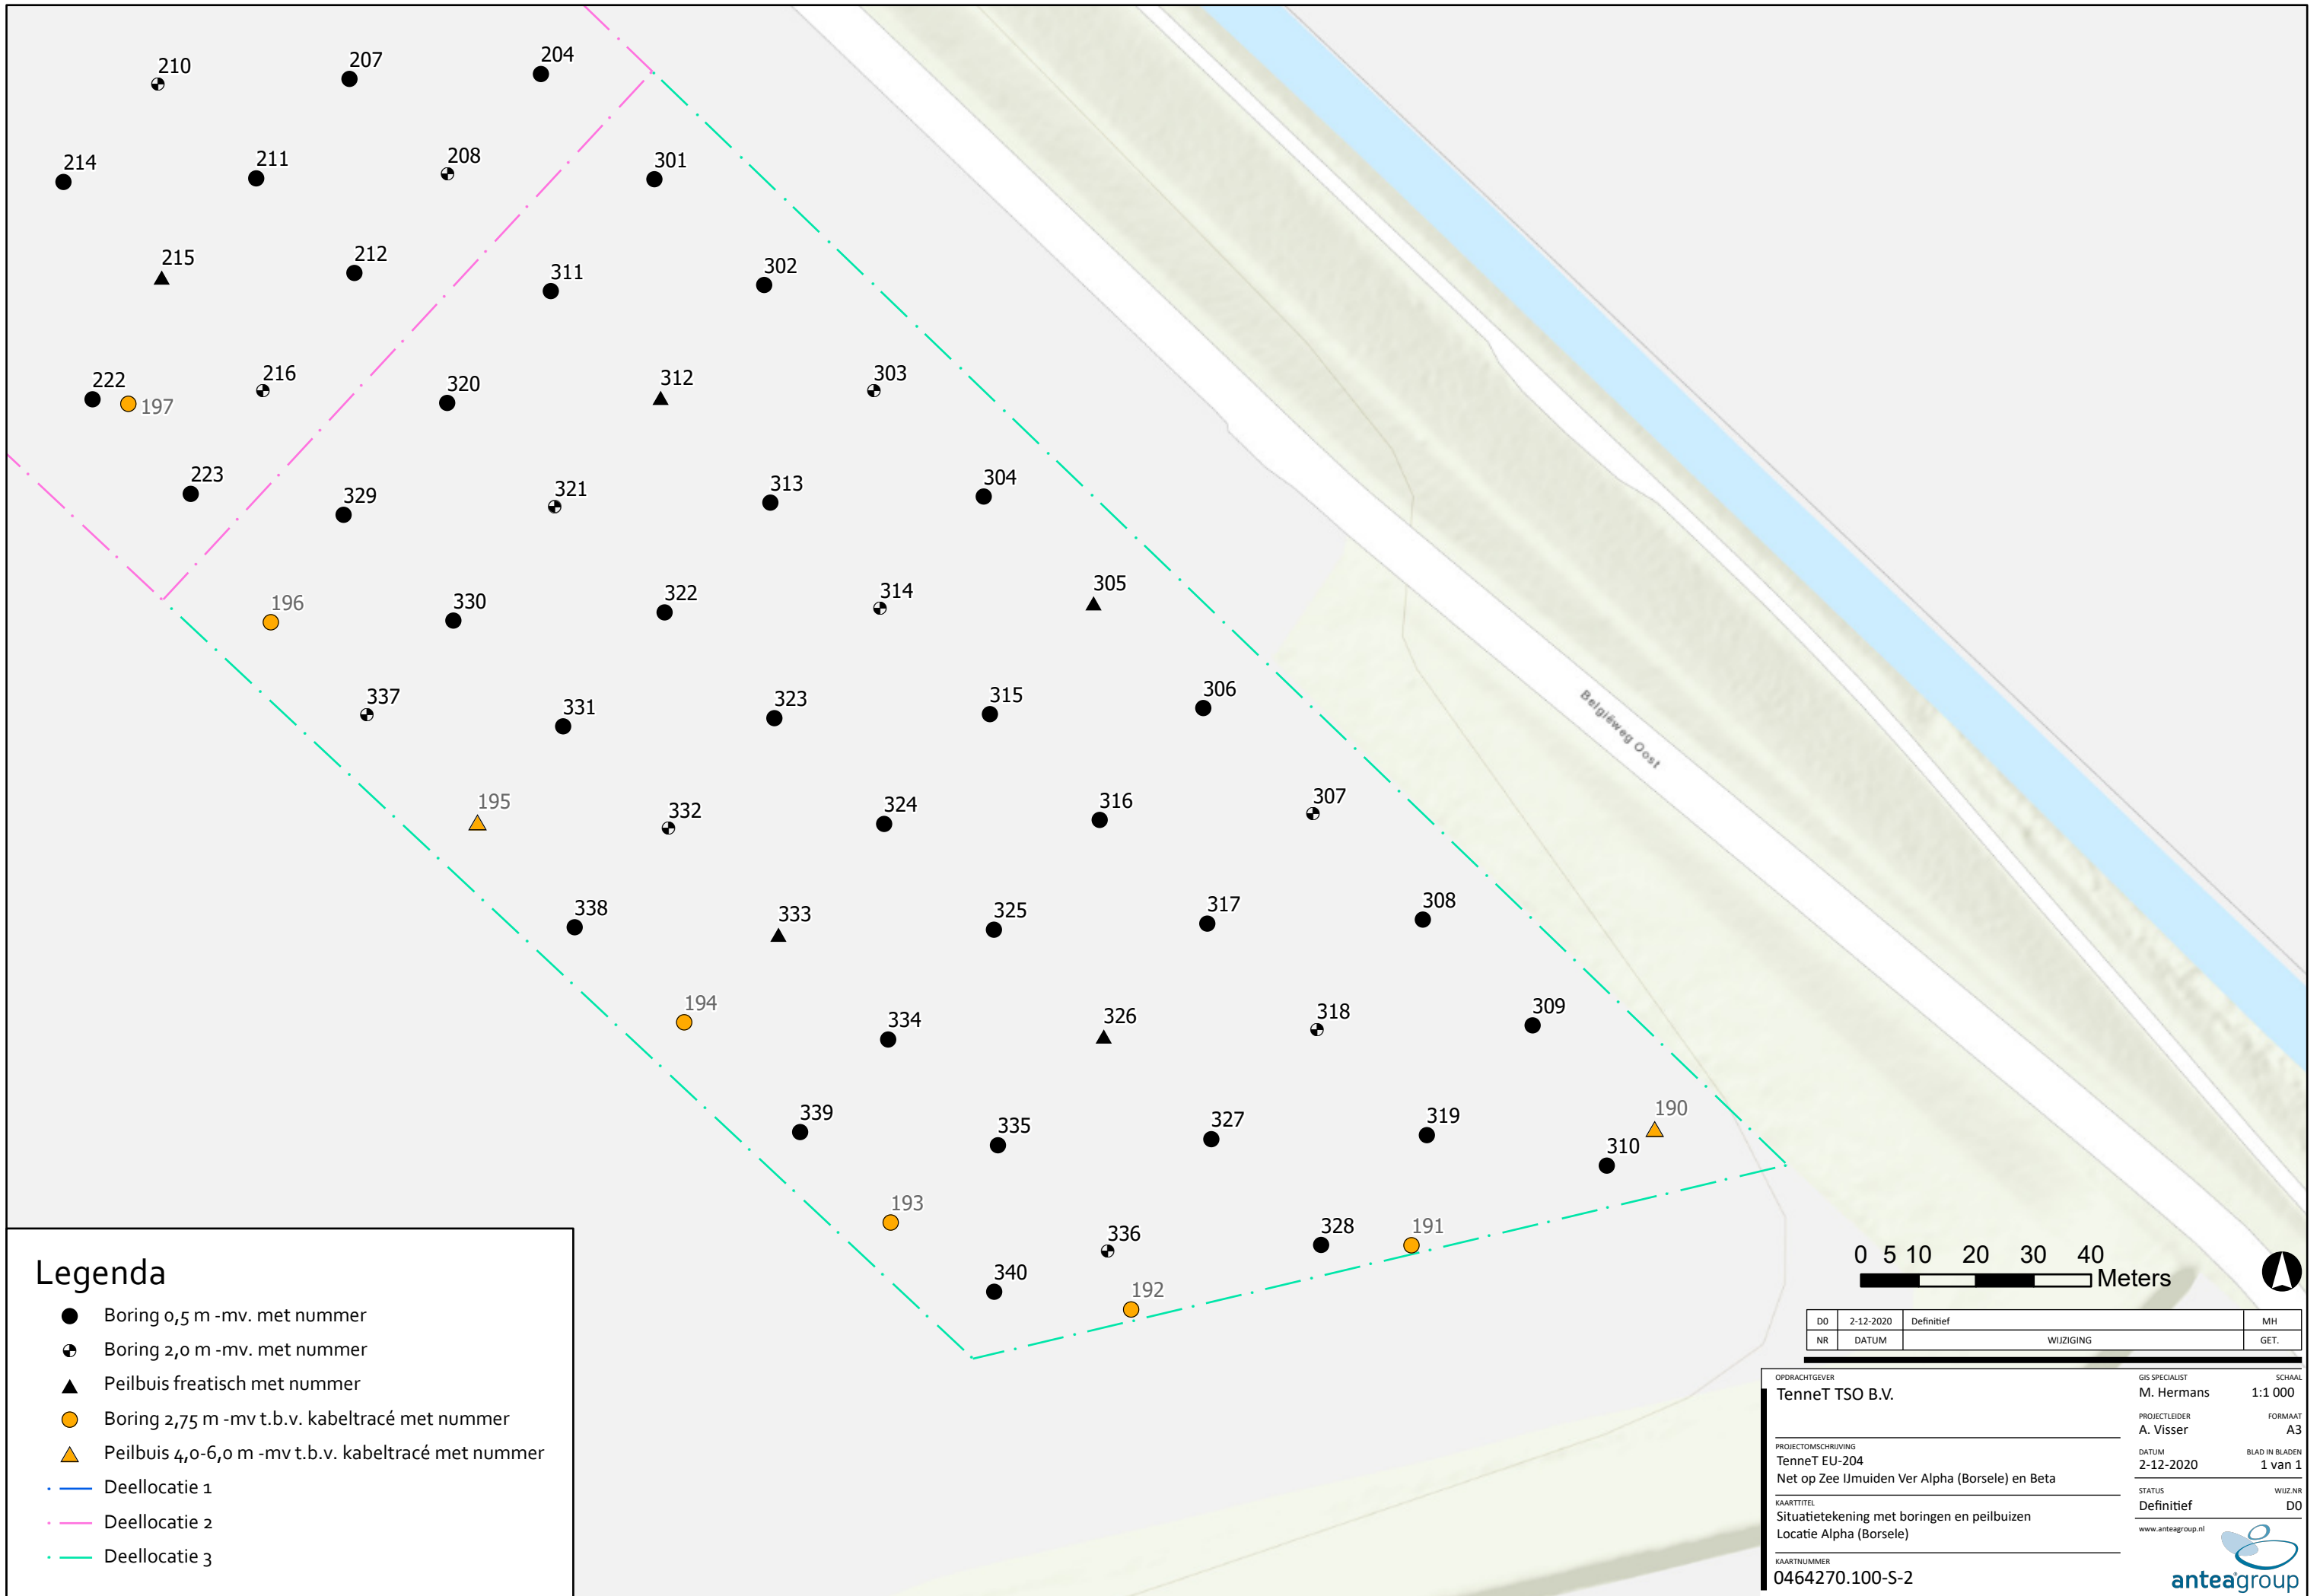 204
207
210
208
211
214
301
215
212
311
302
222
197
216
320
312
303
223
329
321
313
304
196
330
322
314
305
337
331
323
315
306
195
332
324
316
307
338
333
325
317
308
194
334
326
318
309
339
335
327
319
190
310
193
336
328
191
340
192
Belgiëweg Oost
Legenda
Boring 0,5 m -mv. met nummer
Boring 2,0 m -mv. met nummer
Peilbuis freatisch met nummer
Boring 2,75 m -mv t.b.v. kabeltracé met nummer
Peilbuis 4,0-6,0 m -mv t.b.v. kabeltracé met nummer
Deellocatie 1
Deellocatie 2
Deellocatie 3
0 5 10 20 30 40
Meters
D0 2-12-2020 Definitief MH
NR DATUM WIJZIGING GET.
OPDRACHTGEVER
TenneT TSO B.V.
PROJECTOMSCHRIJVING
TenneT EU-204
Net op Zee IJmuiden Ver Alpha (Borsele) en Beta
KAARTTITEL
Situatietekening met boringen en peilbuizen
Locatie Alpha (Borsele)
KAARTNUMMER
0464270.100-S-2
GIS SPECIALIST SCHAAL
M. Hermans 1:1 000
PROJECTLEIDER FORMAAT
A. Visser A3
DATUM BLAD IN BLADEN
2-12-2020 1 van 1
STATUS WIJZ.NR
Definitief D0
www.anteagroup.nl
anteagroup